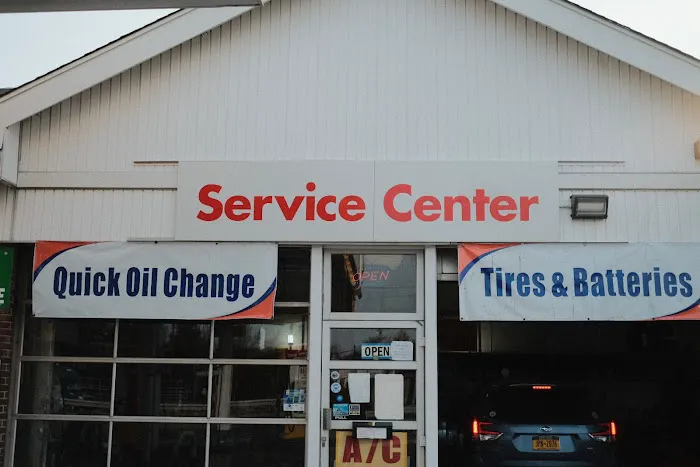 Service Center
Quick Oil Change
Tires & Batteries
OPEN
OPEN
A/C